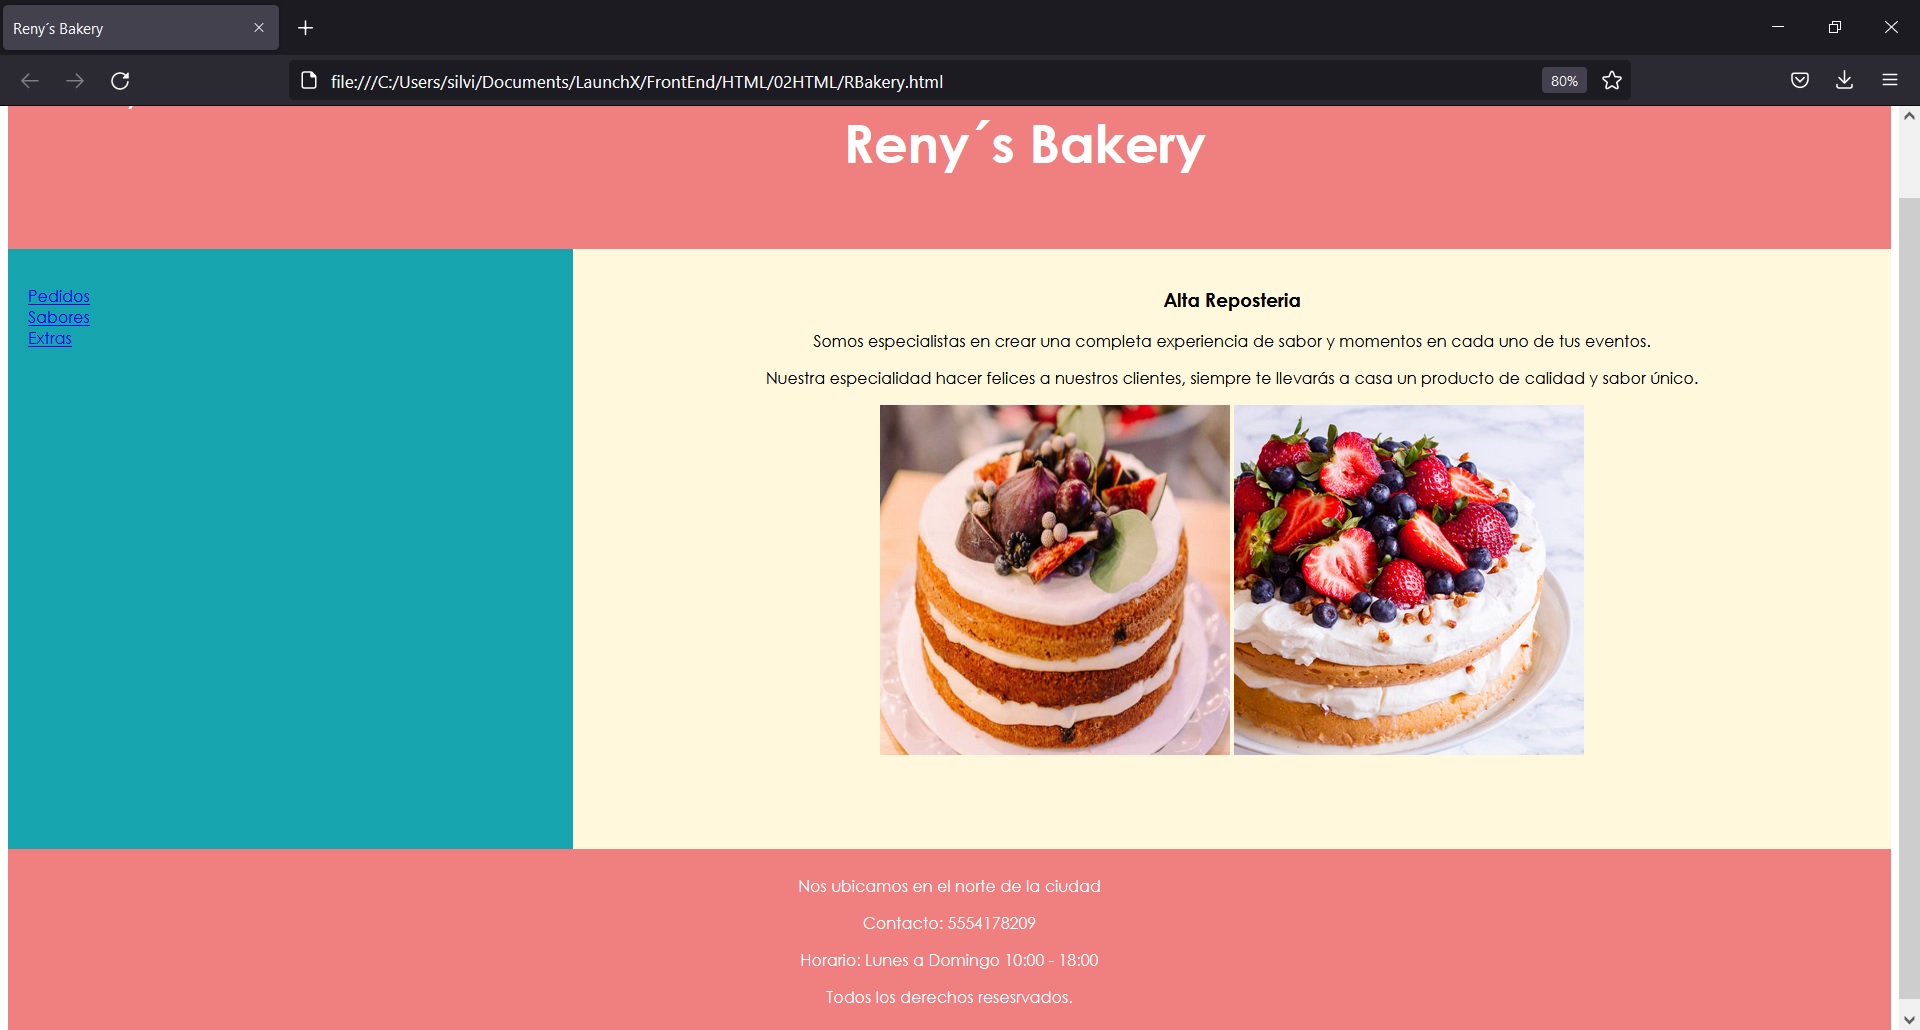 Reny´s Bakery
file:///C:/Users/silvi/Documents/LaunchX/FrontEnd/HTML/02HTML/RBakery.html
80%
Reny´s Bakery
Pedidos
Sabores
Extras
Alta Reposteria
Somos especialistas en crear una completa experiencia de sabor y momentos en cada uno de tus eventos.
Nuestra especialidad hacer felices a nuestros clientes, siempre te llevarás a casa un producto de calidad y sabor único.
Nos ubicamos en el norte de la ciudad
Contacto: 5554178209
Horario: Lunes a Domingo 10:00 - 18:00
Todos los derechos resesrvados.